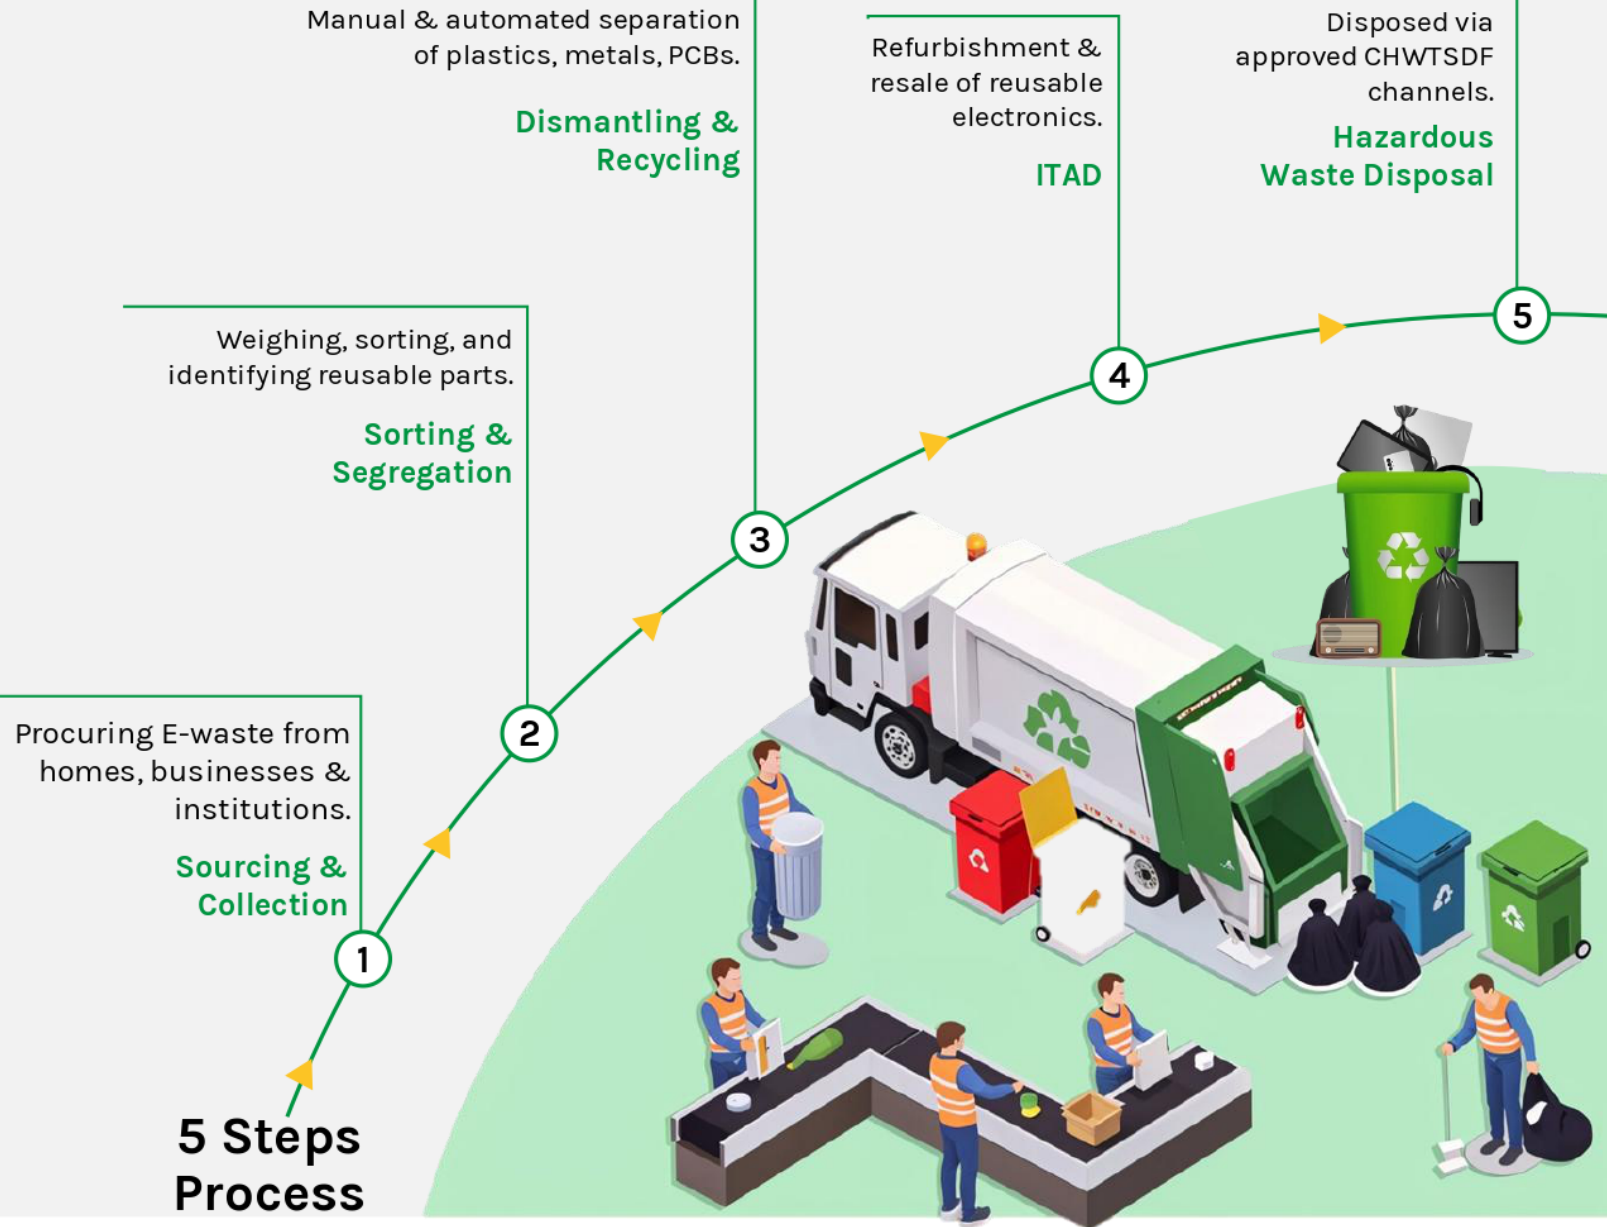 Manual & automated separation
of plastics, metals, PCBs.
Dismantling &
Recycling
Refurbishment &
resale of reusable
electronics.
ITAD
Disposed via
approved CHWTSDF
channels.
Hazardous
Waste Disposal
Weighing, sorting, and
identifying reusable parts.
Sorting &
Segregation
5
4
3
2
Procuring E-waste from
homes, businesses &
institutions.
Sourcing &
Collection
1
5 Steps
Process